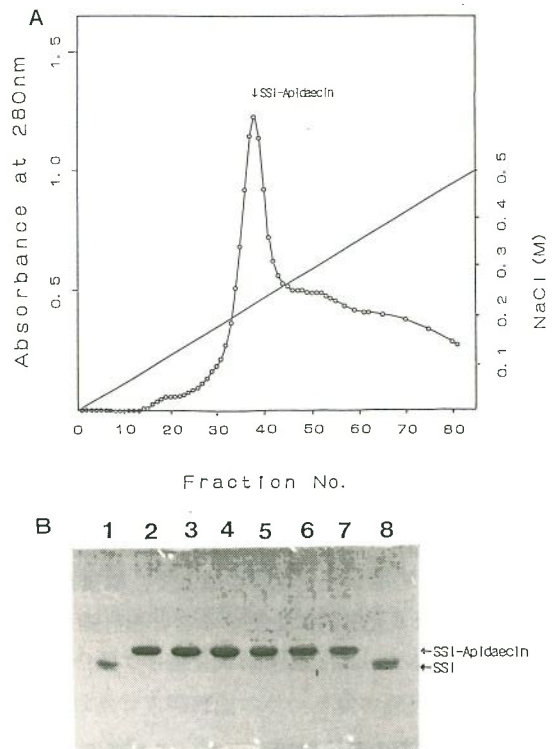 A
Absorbance at 280nm
1.5
1.0
0.5
↓SSI-Apidaecin
0.5
0.4
0.3
0.2
0.1
NaCl (M)
0 10 20 30 40 50 60 70 80
Fraction No.
B
1 2 3 4 5 6 7 8
←SSI-Apidaecin
←SSI